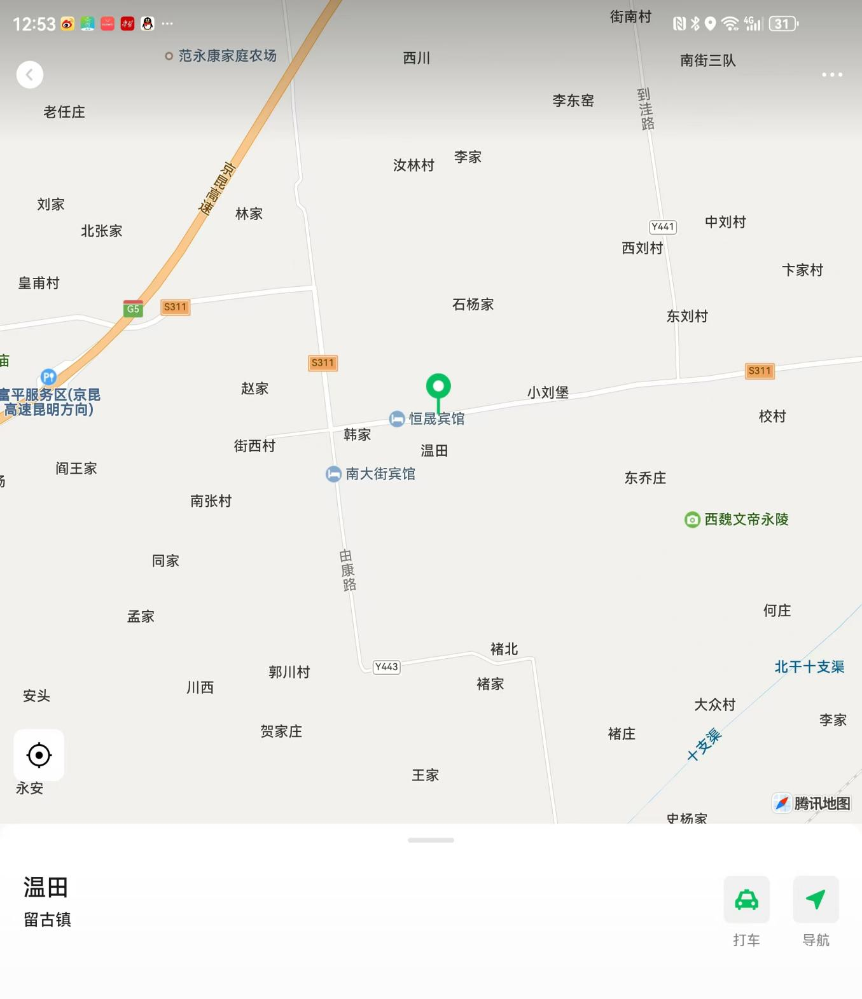 12:53
4G
31
街南村
范永康家庭农场
西川
南街三队
老任庄
李东窑
到洼路
汝林村
李家
京昆高速
刘家
林家
北张家
Y441
中刘村
西刘村
卞家村
皇甫村
G5
S311
石杨家
东刘村
庙
S311
S311
富平服务区(京昆
高速昆明方向)
赵家
小刘堡
恒晟宾馆
校村
韩家
街西村
温田
阎王家
南大街宾馆
东乔庄
南张村
西魏文帝永陵
同家
由康路
孟家
何庄
褚北
Y443
郭川村
北干十支渠
川西
褚家
安头
大众村
李家
贺家庄
褚庄
十支渠
王家
永安
腾讯地图
史杨家
温田
留古镇
打车
导航